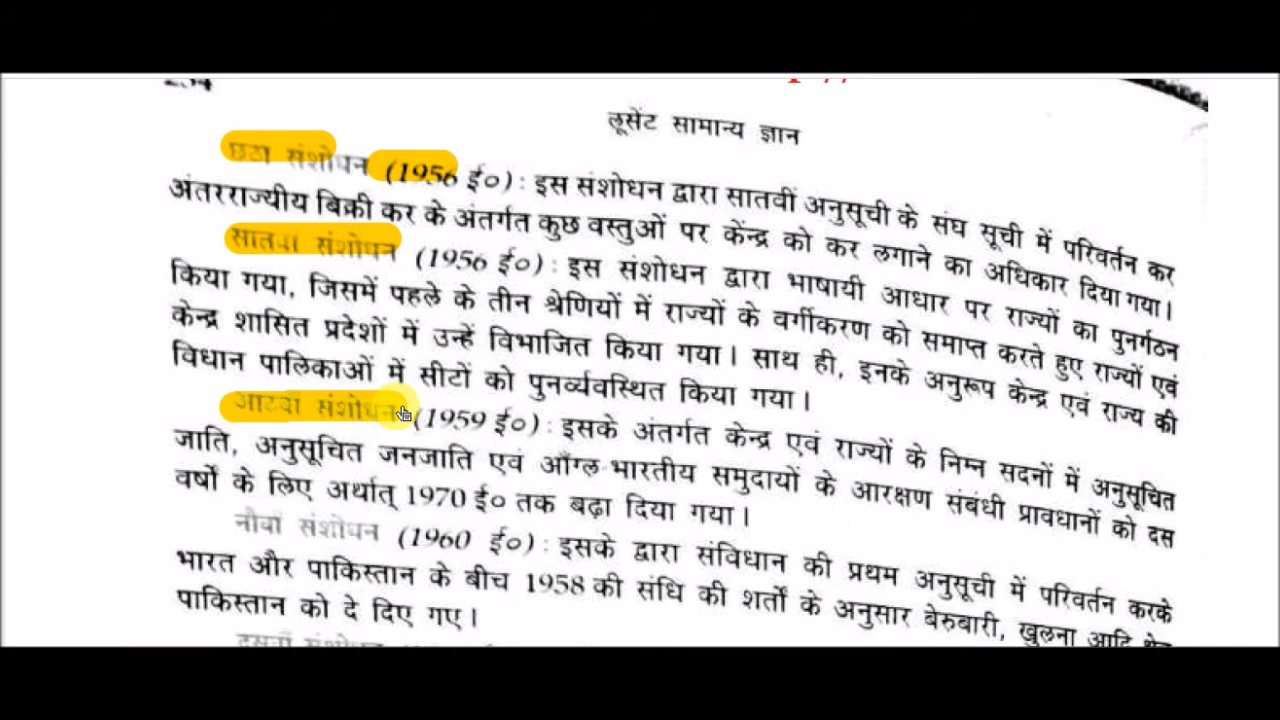 लूसेंट सामान्य ज्ञान
छठा संशोधन (1956 ई०) : इस संशोधन द्वारा सातवीं अनुसूची के संघ सूची में परिवर्तन कर
अंतरराज्यीय बिक्री कर के अंतर्गत कुछ वस्तुओं पर केंन्द्र को कर लगाने का अधिकार दिया गया।
सातवां संशोधन (1956 ई०) : इस संशोधन द्वारा भाषायी आधार पर राज्यों का पुनर्गठन
किया गया, जिसमें पहले के तीन श्रेणियों में राज्यों के वर्गीकरण को समाप्त करते हुए राज्यों एवं
केन्द्र शासित प्रदेशों में उन्हें विभाजित किया गया। साथ ही, इनके अनुरूप केन्द्र एवं राज्य की
विधान पालिकाओं में सीटों को पुनर्व्यवस्थित किया गया।
आठवां संशोधन (1959 ई०) : इसके अंतर्गत केन्द्र एवं राज्यों के निम्न सदनों में अनुसूचित
जाति, अनुसूचित जनजाति एवं आँग्ल भारतीय समुदायों के आरक्षण संबंधी प्रावधानों को दस
वर्षों के लिए अर्थात् 1970 ई० तक बढ़ा दिया गया।
नौवां संशोधन (1960 ई०) : इसके द्वारा संविधान की प्रथम अनुसूची में परिवर्तन करके
भारत और पाकिस्तान के बीच 1958 की संधि की शर्तों के अनुसार बेरुबारी, खुलना आदि
पाकिस्तान को दे दिए गए।